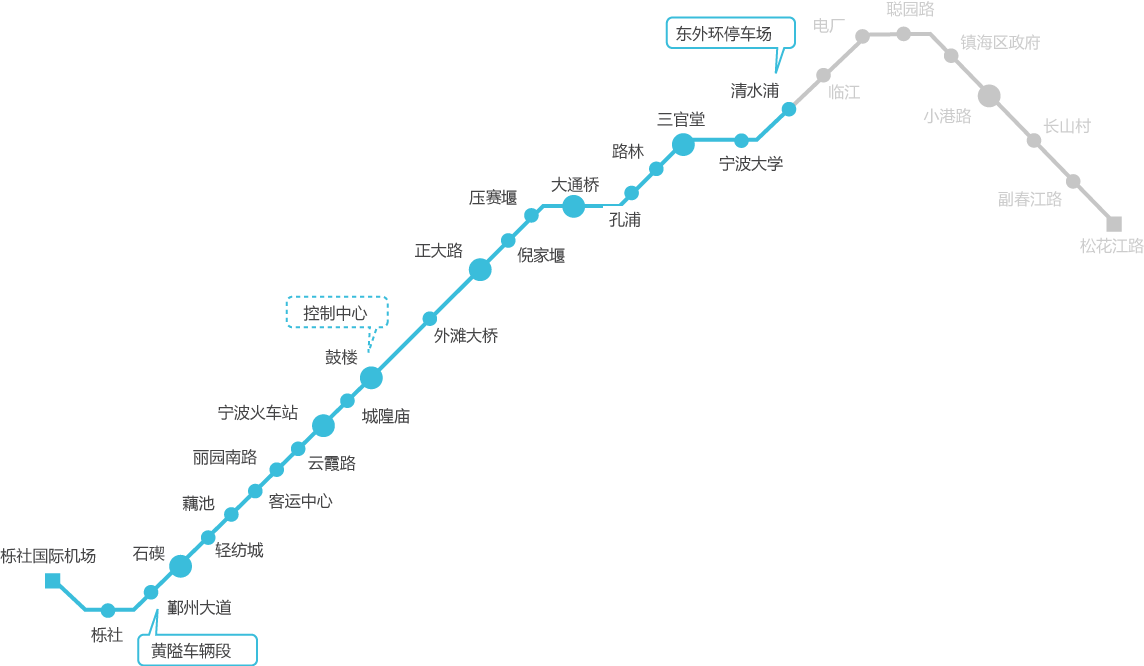 聪园路
电厂
东外环停车场
镇海区政府
清水浦
临江
小港路
三官堂
长山村
路林
宁波大学
大通桥
压赛堰
副春江路
孔浦
松花江路
正大路
倪家堰
控制中心
外滩大桥
鼓楼
宁波火车站
城隍庙
丽园南路
云霞路
藕池
客运中心
轻纺城
石碶
栎社国际机场
鄞州大道
栎社
黄隘车辆段